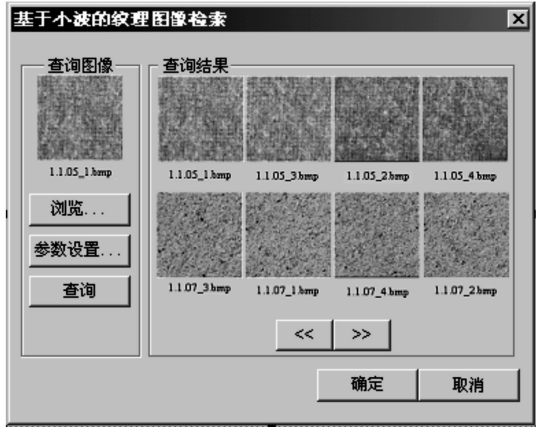 基于小波的纹理图像检索
查询图像
1.1.05_1.bmp
浏览...
参数设置...
查询
查询结果
1.1.05_1.bmp 1.1.05_3.bmp 1.1.05_2.bmp 1.1.05_4.bmp
1.1.07_3.bmp 1.1.07_1.bmp 1.1.07_4.bmp 1.1.07_2.bmp
<< >>
确定 取消